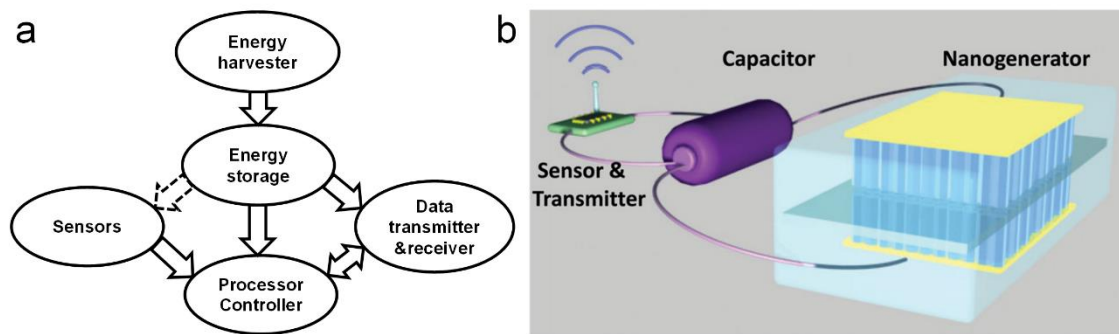 a
Energy
harvester
Energy
storage
Sensors
Data
transmitter
&receiver
Processor
Controller
b
Capacitor
Nanogenerator
Sensor &
Transmitter